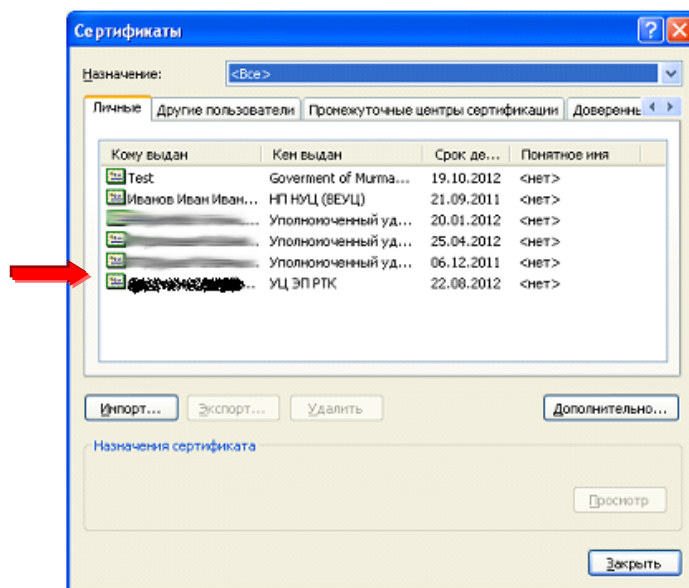 Сертификаты
Назначение: <Все>
Личные Другие пользователи Промежуточные центры сертификации Доверенны
Кому выдан Кем выдан Срок де... Понятное имя
Test Goverment of Murma... 19.10.2012 <нет>
Иванов Иван Иван... НП НУЦ (ВЕУЦ) 21.09.2011 <нет>
... Уполномоченный уд... 20.01.2012 <нет>
... Уполномоченный уд... 25.04.2012 <нет>
... Уполномоченный уд... 06.12.2011 <нет>
... УЦ ЭП РТК 22.08.2012 <нет>
Импорт... Экспорт... Удалить Дополнительно...
Назначения сертификата
Просмотр
Закрыть